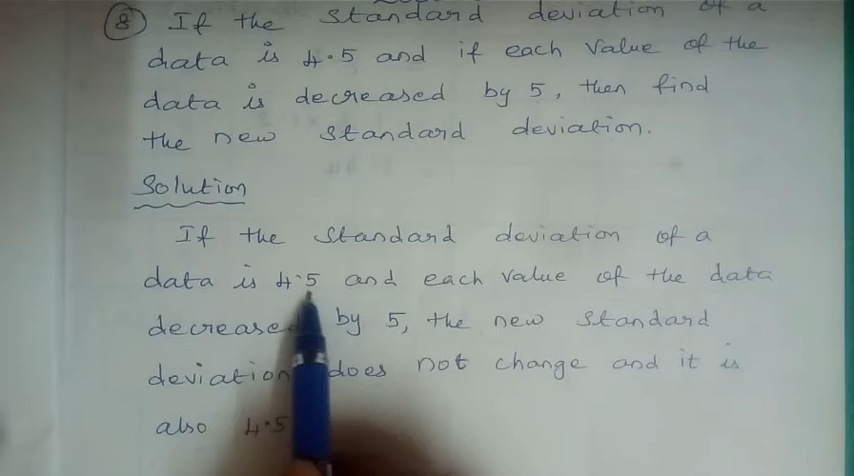 8 If the standard deviation of a
data is 4.5 and if each value of the
data is decreased by 5, then find
the new standard deviation.
Solution
If the standard deviation of a
data is 4.5 and each value of the data
decreased by 5, the new standard
deviation does not change and it is
also 4.5